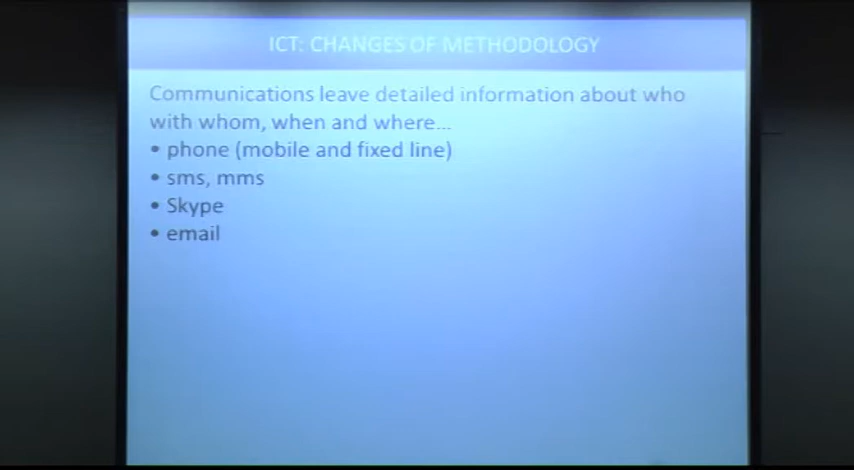 ICT: CHANGES OF METHODOLOGY
Communications leave detailed information about who
with whom, when and where...
• phone (mobile and fixed line)
• sms, mms
• Skype
• email